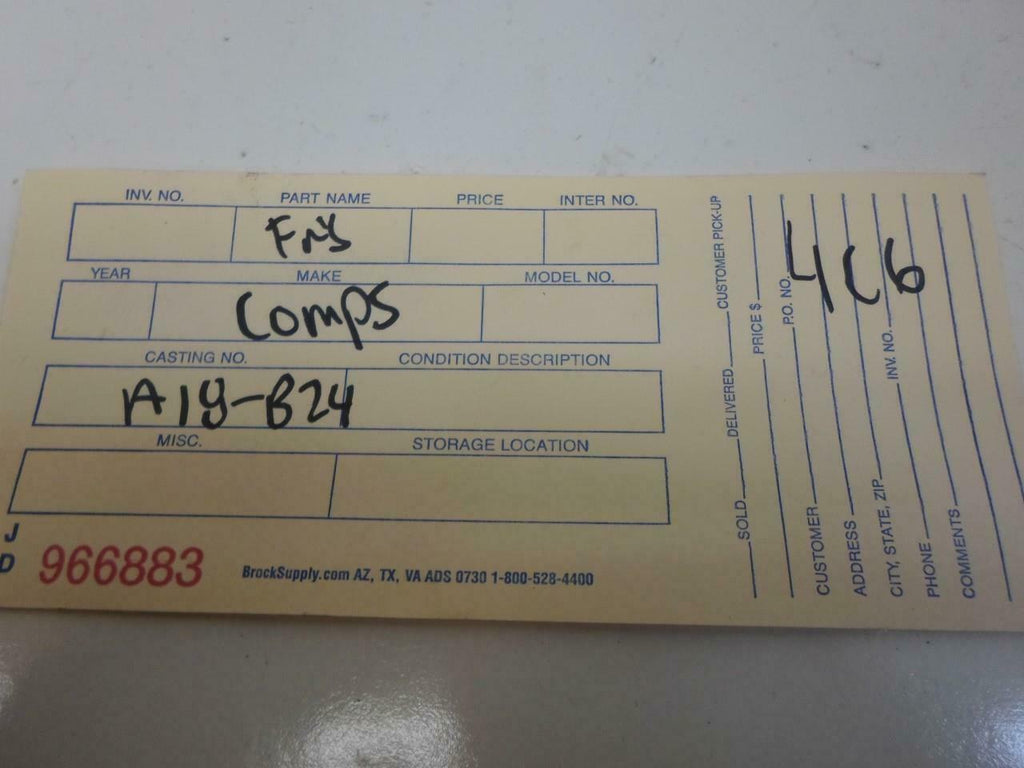 INV. NO. PART NAME PRICE INTER NO.
Frys
YEAR MAKE MODEL NO.
Comps
CASTING NO. CONDITION DESCRIPTION
A19-B24
MISC. STORAGE LOCATION
J
D 966883 BrockSupply.com AZ, TX, VA ADS 0730 1-800-528-4400
SOLD DELIVERED CUSTOMER PICK-UP
PRICE $
P.O. NO.
CUSTOMER
ADDRESS
CITY, STATE, ZIP INV. NO.
PHONE
COMMENTS
4C6